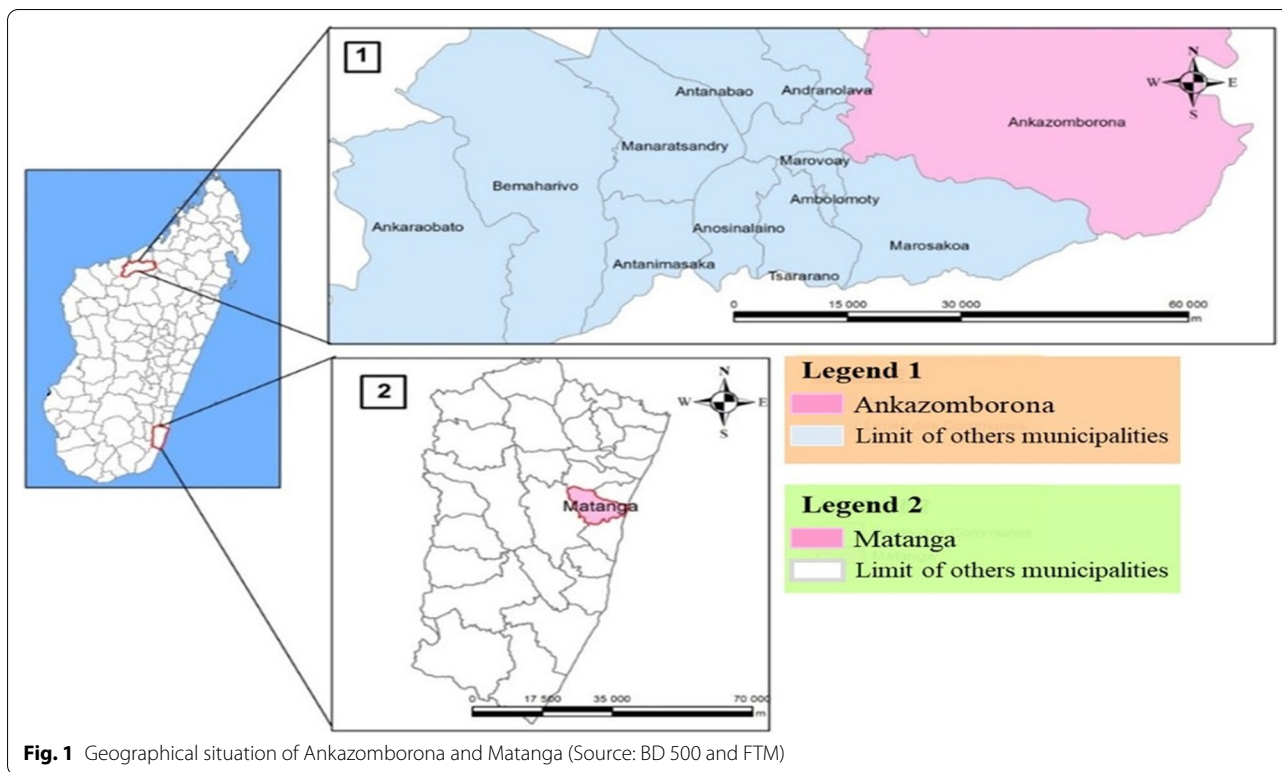 1
N
W E
S
Antanabao
Andranolava
Ankazomborona
Manaratsandry
Marovoay
Bemaharivo
Ambolomoty
Ankaraobato
Anosinalaino
Marosakoa
Antanimasaka
Tsararano
0 15 000 30 000 60 000
m
2
N
W E
S
Matanga
0 17 500 35 000 70 000
m
Legend 1
Ankazomborona
Limit of others municipalities
Legend 2
Matanga
Limit of others municipalities
Fig. 1 Geographical situation of Ankazomborona and Matanga (Source: BD 500 and FTM)